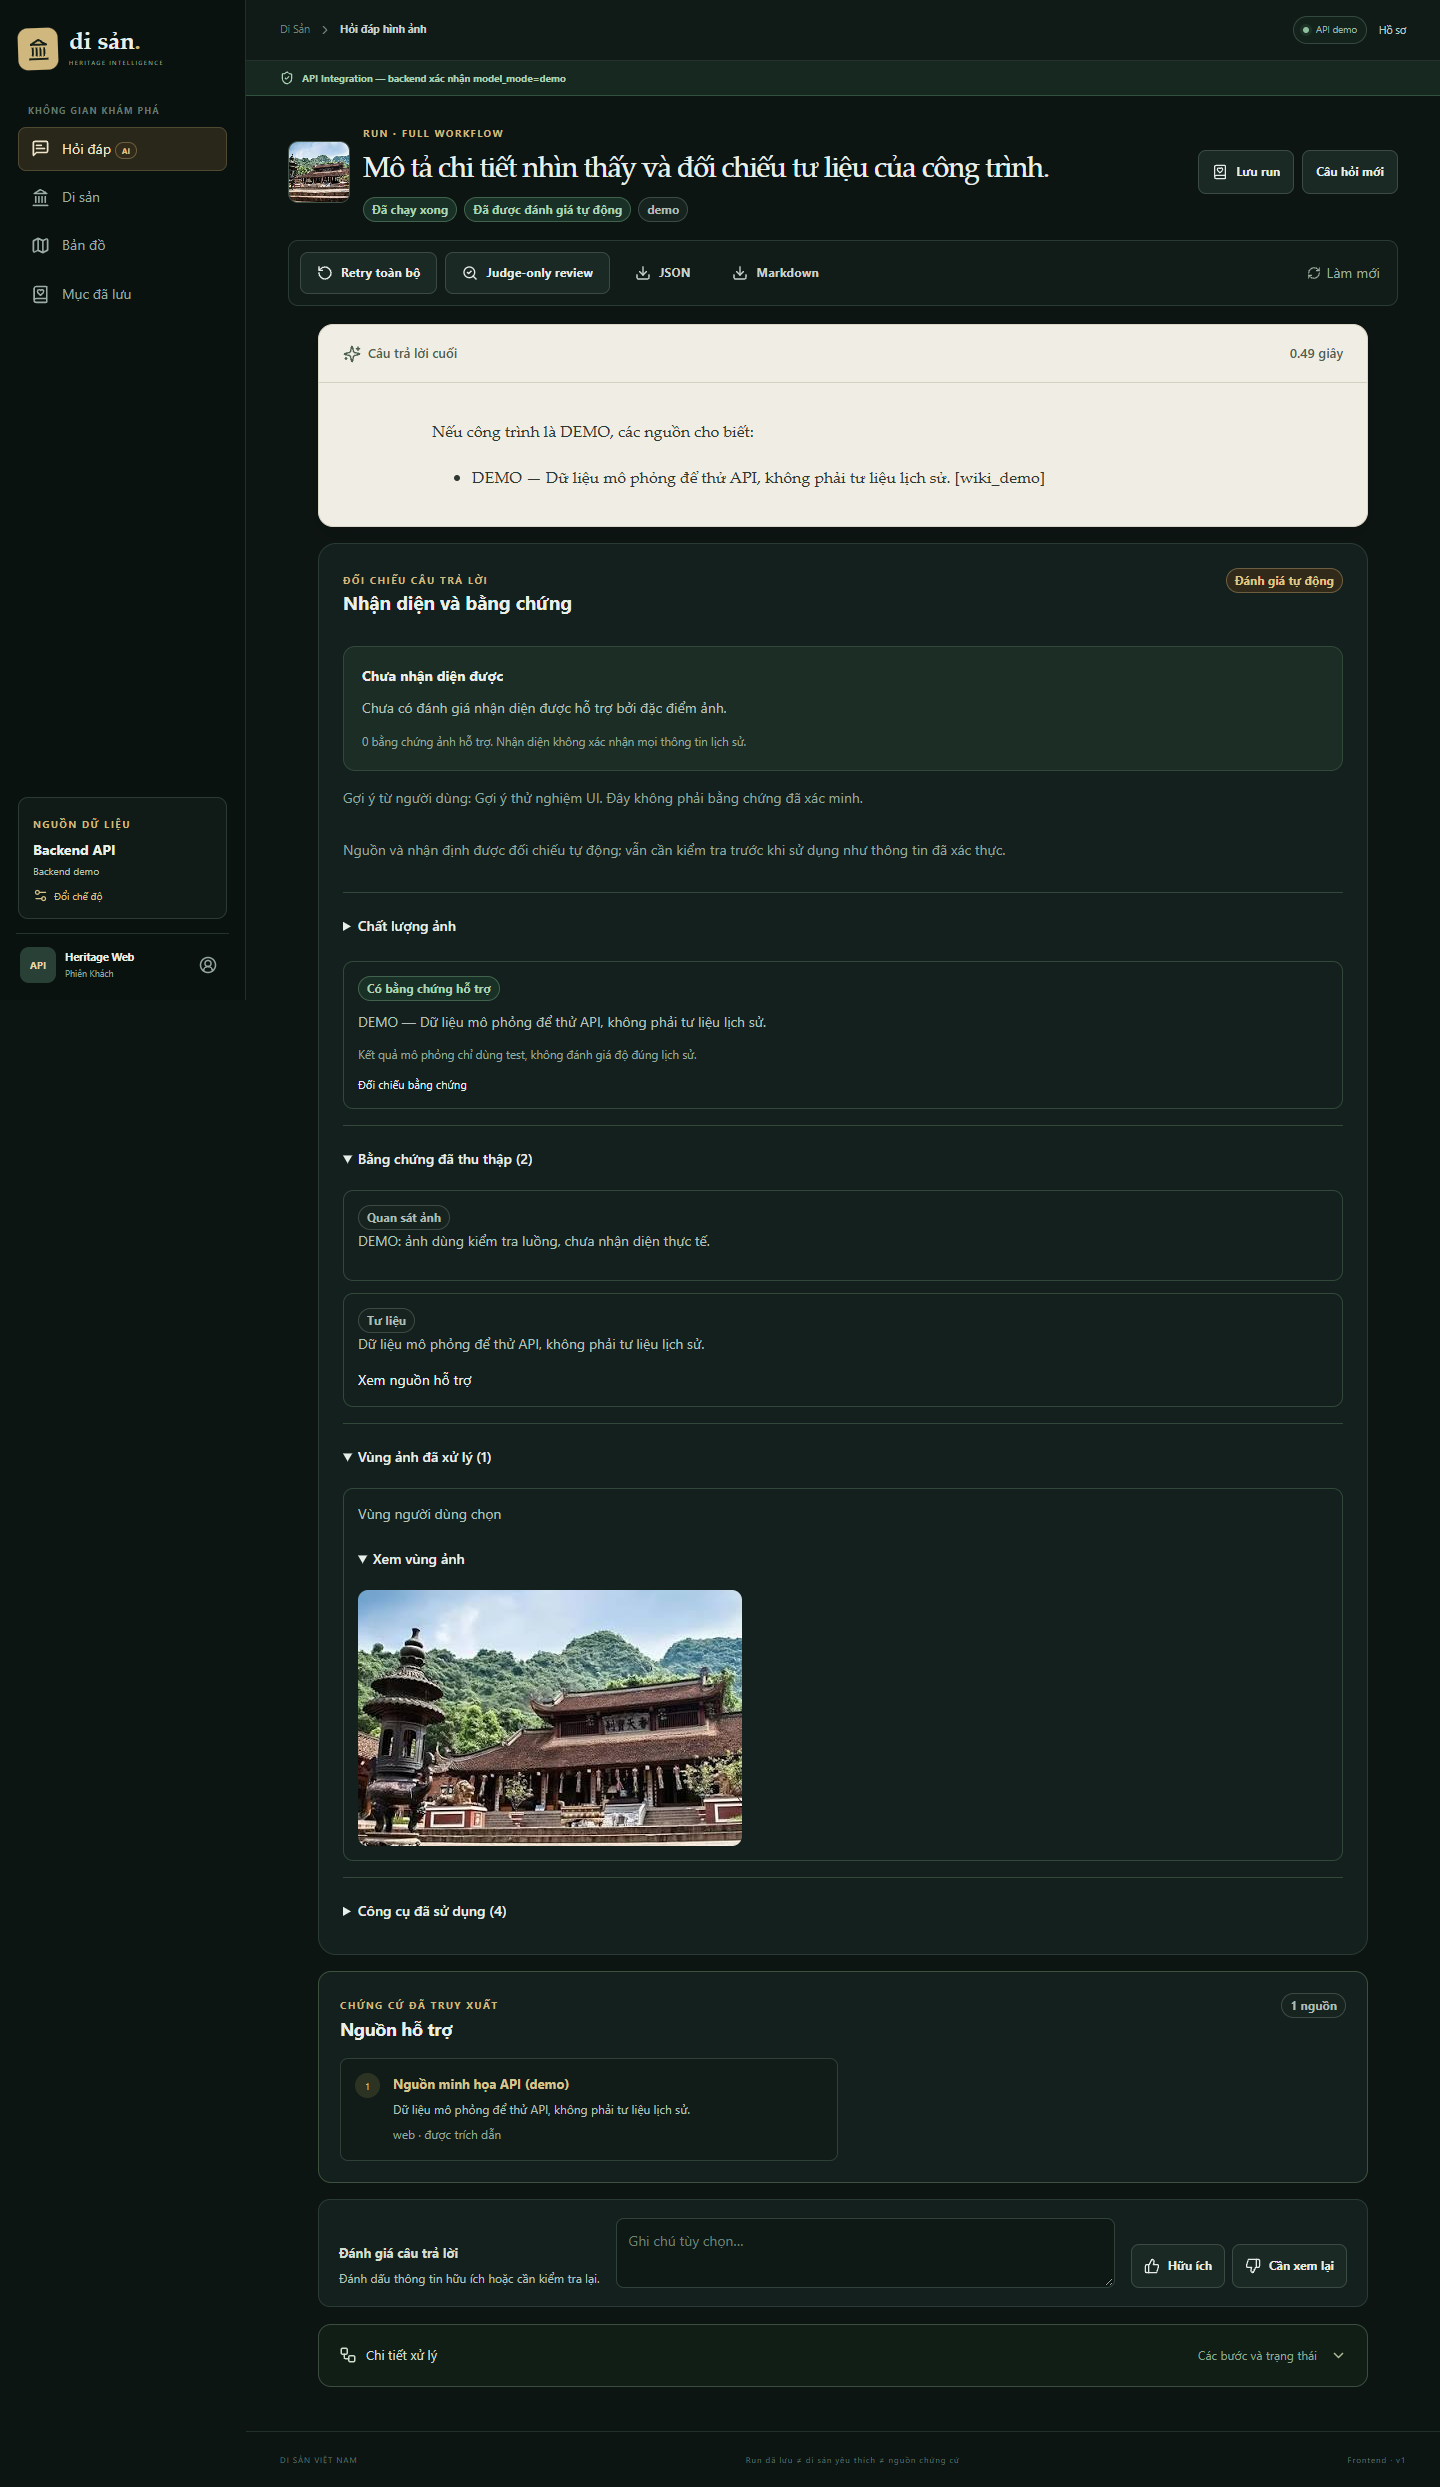 di sản.
HERITAGE INTELLIGENCE
KHÔNG GIAN KHÁM PHÁ
Hỏi đáp AI
Di sản
Bản đồ
Mục đã lưu
NGUỒN DỮ LIỆU
Backend API
Backend demo
Đổi chế độ
API
Heritage Web
Phiên Khách
Di Sản > Hỏi đáp hình ảnh
API demo
Hồ sơ
API Integration — backend xác nhận model_mode=demo
RUN · FULL WORKFLOW
Mô tả chi tiết nhìn thấy và đối chiếu tư liệu của công trình.
Đã chạy xong
Đã được đánh giá tự động
demo
Lưu run
Câu hỏi mới
Retry toàn bộ
Judge-only review
JSON
Markdown
Làm mới
Câu trả lời cuối
0.49 giây
Nếu công trình là DEMO, các nguồn cho biết:
• DEMO — Dữ liệu mô phỏng để thử API, không phải tư liệu lịch sử. [wiki_demo]
ĐỐI CHIẾU CÂU TRẢ LỜI
Nhận diện và bằng chứng
Đánh giá tự động
Chưa nhận diện được
Chưa có đánh giá nhận diện được hỗ trợ bởi đặc điểm ảnh.
0 bằng chứng ảnh hỗ trợ. Nhận diện không xác nhận mọi thông tin lịch sử.
Gợi ý từ người dùng: Gợi ý thử nghiệm UI. Đây không phải bằng chứng đã xác minh.
Nguồn và nhận định được đối chiếu tự động; vẫn cần kiểm tra trước khi sử dụng như thông tin đã xác thực.
Chất lượng ảnh
Có bằng chứng hỗ trợ
DEMO — Dữ liệu mô phỏng để thử API, không phải tư liệu lịch sử.
Kết quả mô phỏng chỉ dùng test, không đánh giá độ đúng lịch sử.
Đối chiếu bằng chứng
Bằng chứng đã thu thập (2)
Quan sát ảnh
DEMO: ảnh dùng kiểm tra luồng, chưa nhận diện thực tế.
Tư liệu
Dữ liệu mô phỏng để thử API, không phải tư liệu lịch sử.
Xem nguồn hỗ trợ
Vùng ảnh đã xử lý (1)
Vùng người dùng chọn
Xem vùng ảnh
Công cụ đã sử dụng (4)
CHỨNG CỨ ĐÃ TRUY XUẤT
Nguồn hỗ trợ
1 nguồn
1
Nguồn minh họa API (demo)
Dữ liệu mô phỏng để thử API, không phải tư liệu lịch sử.
web · được trích dẫn
Đánh giá câu trả lời
Đánh dấu thông tin hữu ích hoặc cần kiểm tra lại.
Ghi chú tùy chọn...
Hữu ích
Cần xem lại
Chi tiết xử lý
Các bước và trạng thái
DI SẢN VIỆT NAM
Run đã lưu ≠ di sản yêu thích ≠ nguồn chứng cứ
Frontend · v1